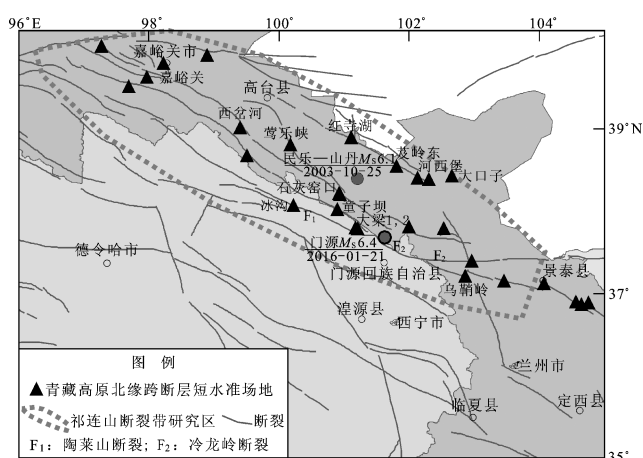 96°E
98°
100°
102°
104°
嘉峪关市
嘉峪关
高台县
39°N
西岔河
红寺湖
莺乐峡
民乐—山丹Ms6.1
2003-10-25
芨岭东
河西堡
大口子
石灰窑口
冰沟
F₁
童子坝
大梁1, 2
门源Ms6.4
2016-01-21
F₂
F₂
德令哈市
门源回族自治县
景泰县
乌鞘岭
37°
湟源县
西宁市
兰州市
临夏县
定西县
35°
图 例
青藏高原北缘跨断层短水准场地
祁连山断裂带研究区
断裂
F₁：陶莱山断裂; F₂：冷龙岭断裂